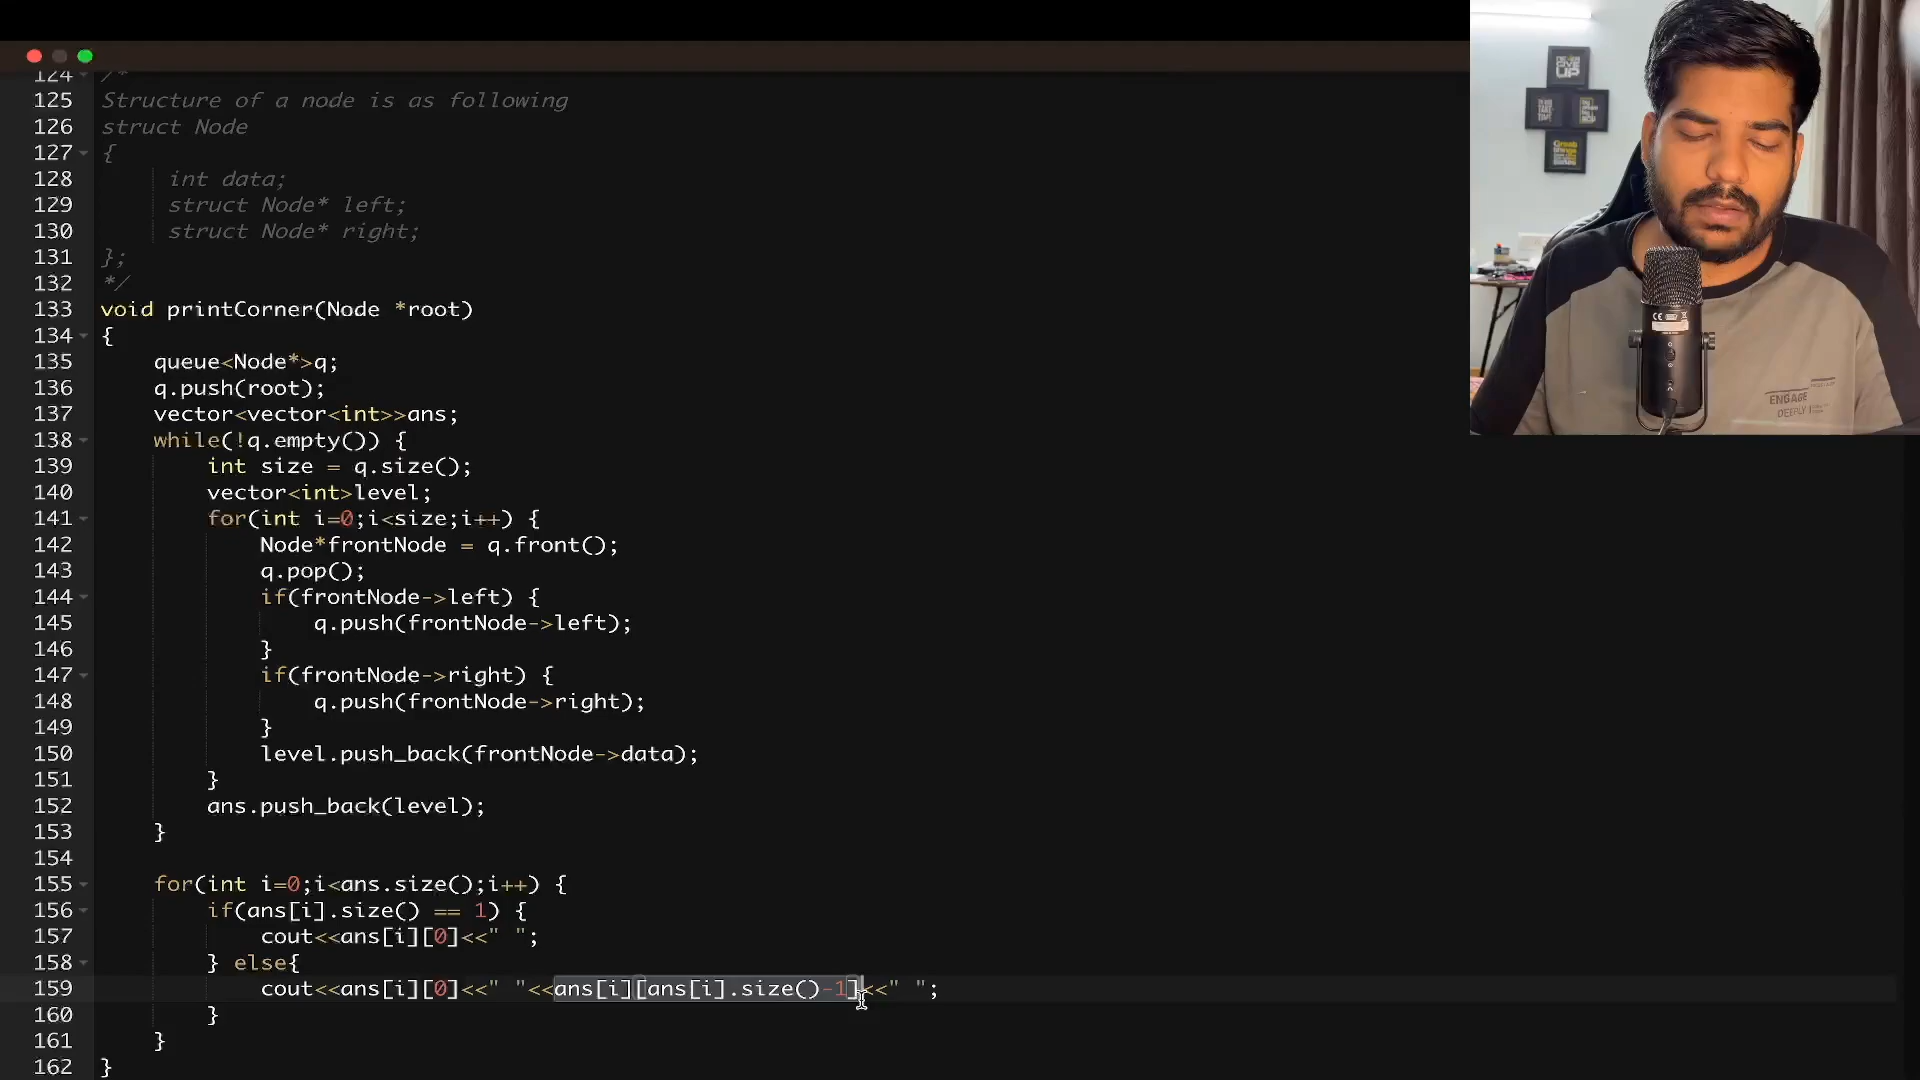 124 /*
125 Structure of a node is as following
126 struct Node
127 {
128 int data;
129 struct Node* left;
130 struct Node* right;
131 };
132 */
133 void printCorner(Node *root)
134 {
135 queue<Node*>q;
136 q.push(root);
137 vector<vector<int>>ans;
138 while(!q.empty()) {
139 int size = q.size();
140 vector<int>level;
141 for(int i=0;i<size;i++) {
142 Node*frontNode = q.front();
143 q.pop();
144 if(frontNode->left) {
145 q.push(frontNode->left);
146 }
147 if(frontNode->right) {
148 q.push(frontNode->right);
149 }
150 level.push_back(frontNode->data);
151 }
152 ans.push_back(level);
153 }
154
155 for(int i=0;i<ans.size();i++) {
156 if(ans[i].size() == 1) {
157 cout<<ans[i][0]<<" ";
158 } else{
159 cout<<ans[i][0]<<" "<<ans[i][ans[i].size()-1]<<" ";
160 }
161 }
162 }
UP
ENGAGE
DEEPLY